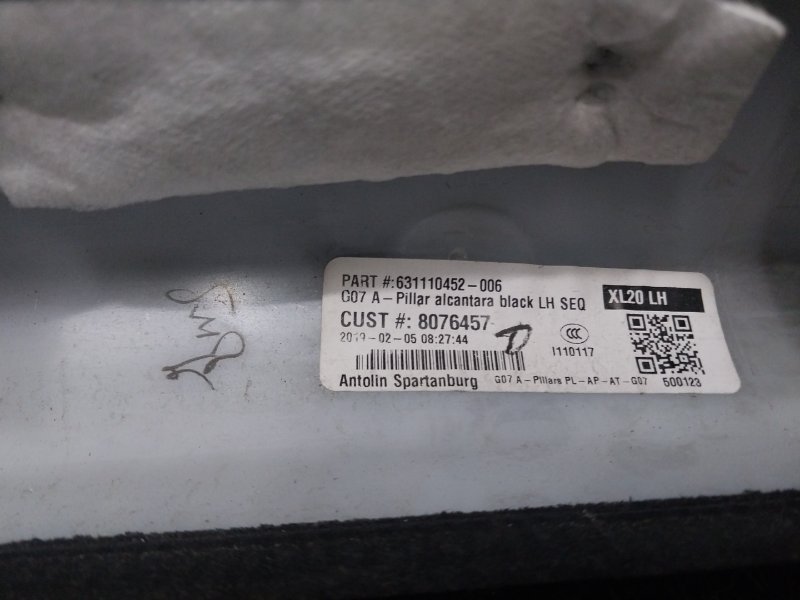 PART #:631110452-006
G07 A-Pillar alcantara black LH SEQ
XL20 LH
CUST #: 8076457
2019-02-05 08:27:44
D
CCC
I110117
Antolin Spartanburg
G07 A-Pillars PL-AP-AT-G07
500123